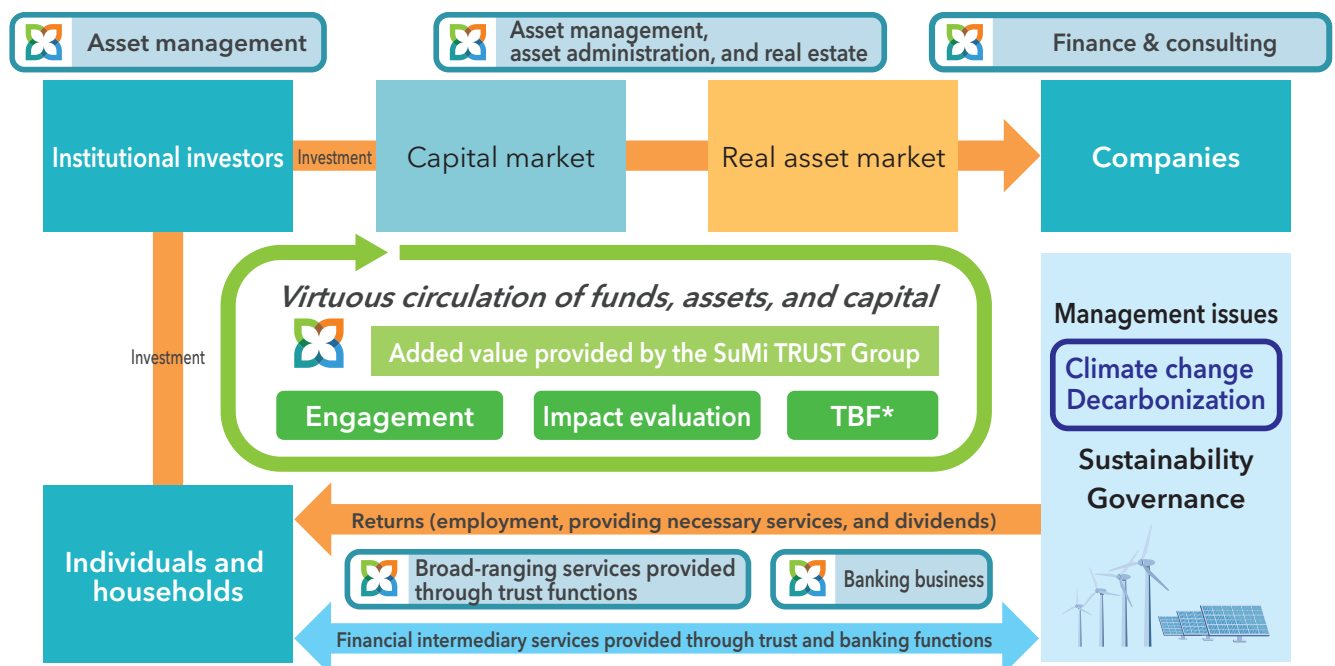 Asset management
Asset management,
asset administration, and real estate
Finance & consulting
Institutional investors
Investment
Capital market
Real asset market
Companies
Virtuous circulation of funds, assets, and capital
Added value provided by the SuMi TRUST Group
Engagement
Impact evaluation
TBF*
Investment
Management issues
Climate change
Decarbonization
Sustainability
Governance
Individuals and
households
Returns (employment, providing necessary services, and dividends)
Broad-ranging services provided
through trust functions
Banking business
Financial intermediary services provided through trust and banking functions